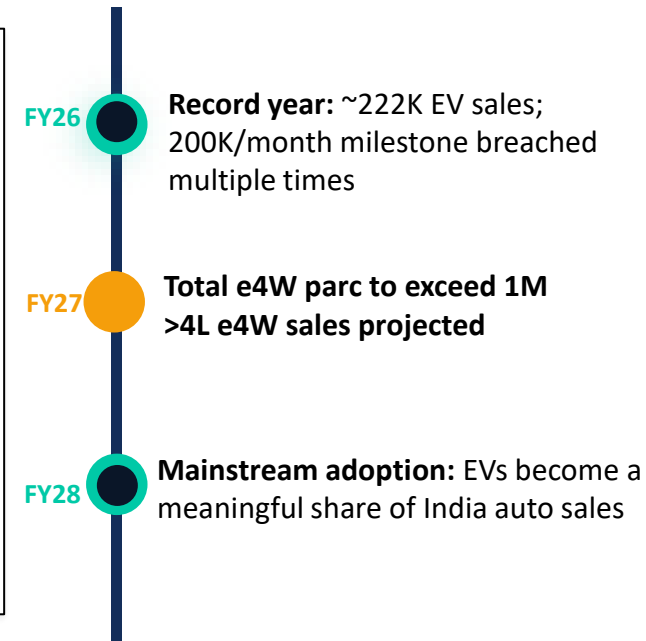 FY26
Record year: ~222K EV sales;
200K/month milestone breached
multiple times
FY27
Total e4W parc to exceed 1M
>4L e4W sales projected
FY28
Mainstream adoption: EVs become a
meaningful share of India auto sales